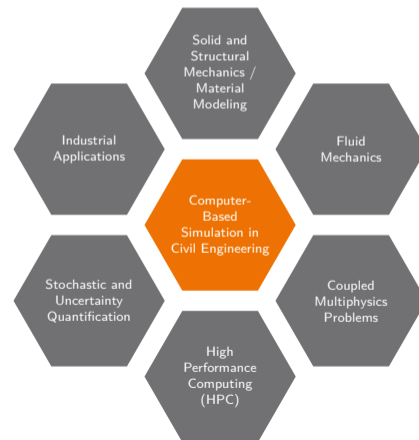 Solid and
Structural
Mechanics /
Material
Modeling
Industrial
Applications
Fluid
Mechanics
Computer-
Based
Simulation in
Civil Engineering
Stochastic and
Uncertainty
Quantification
Coupled
Multiphysics
Problems
High
Performance
Computing
(HPC)